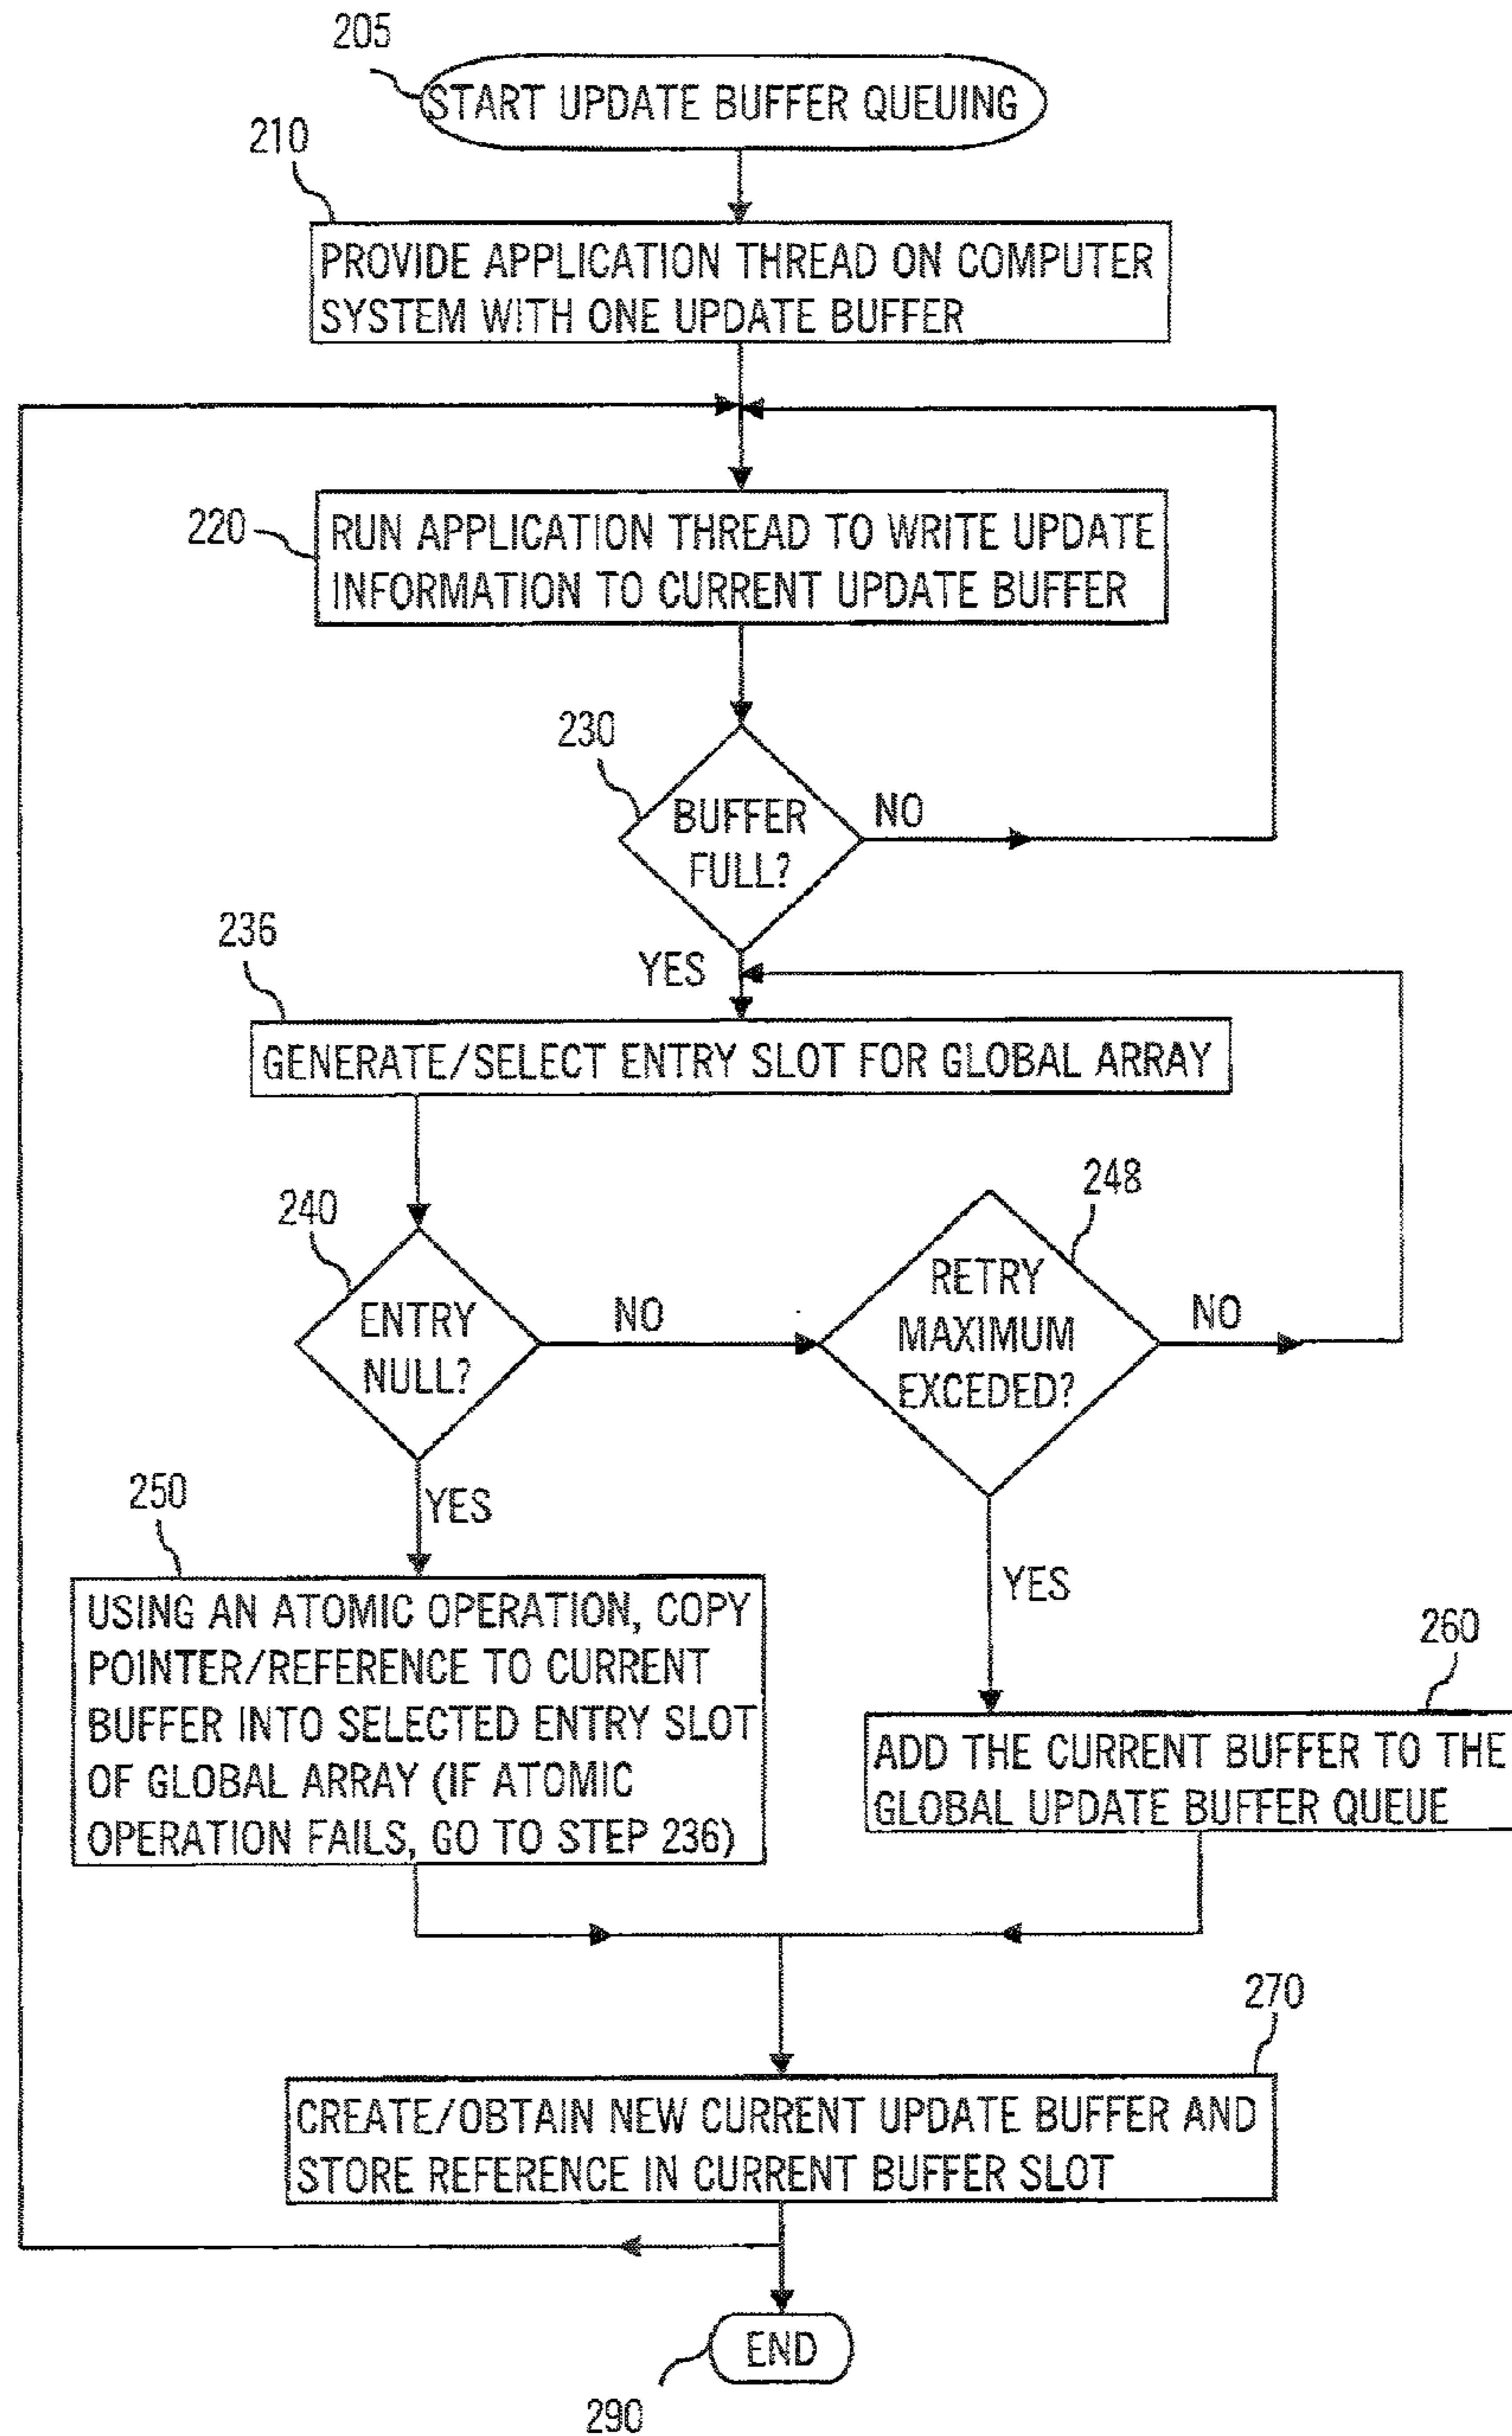 205
START UPDATE BUFFER QUEUING
210
PROVIDE APPLICATION THREAD ON COMPUTER
SYSTEM WITH ONE UPDATE BUFFER
220
RUN APPLICATION THREAD TO WRITE UPDATE
INFORMATION TO CURRENT UPDATE BUFFER
230
BUFFER
FULL?
NO
YES
236
GENERATE/SELECT ENTRY SLOT FOR GLOBAL ARRAY
240
ENTRY
NULL?
NO
248
RETRY
MAXIMUM
EXCEDED?
NO
YES
YES
250
USING AN ATOMIC OPERATION, COPY
POINTER/REFERENCE TO CURRENT
BUFFER INTO SELECTED ENTRY SLOT
OF GLOBAL ARRAY (IF ATOMIC
OPERATION FAILS, GO TO STEP 236)
260
ADD THE CURRENT BUFFER TO THE
GLOBAL UPDATE BUFFER QUEUE
270
CREATE/OBTAIN NEW CURRENT UPDATE BUFFER AND
STORE REFERENCE IN CURRENT BUFFER SLOT
END
290